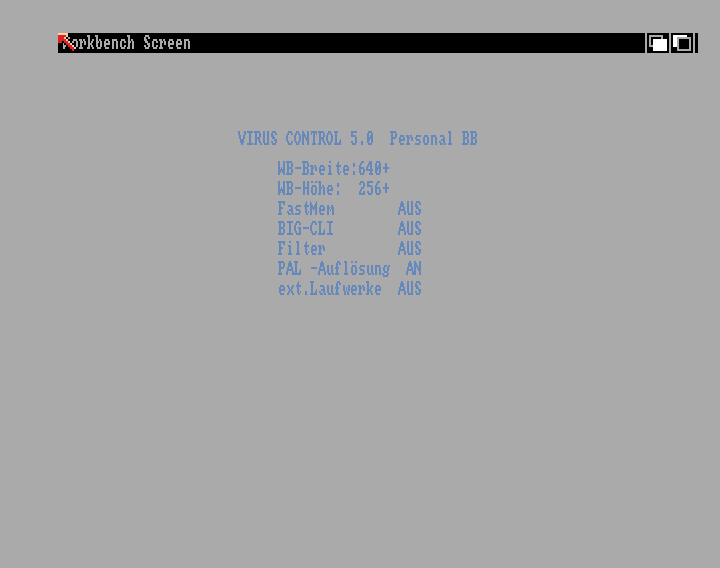 Workbench Screen
VIRUS CONTROL 5.0  Personal BB
WB-Breite:640+
WB-Höhe:  256+
FastMem        AUS
BIG-CLI        AUS
Filter         AUS
PAL -Auflösung  AN
ext.Laufwerke  AUS